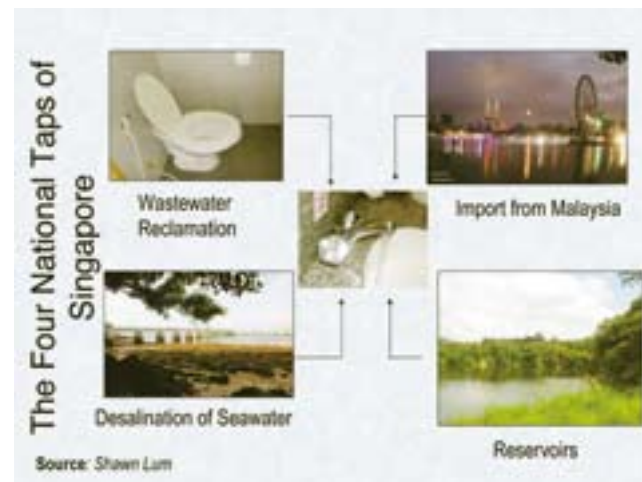 The Four National Taps of
Singapore
Wastewater
Reclamation
Import from Malaysia
Desalination of Seawater
Reservoirs
Source: Shawn Lum